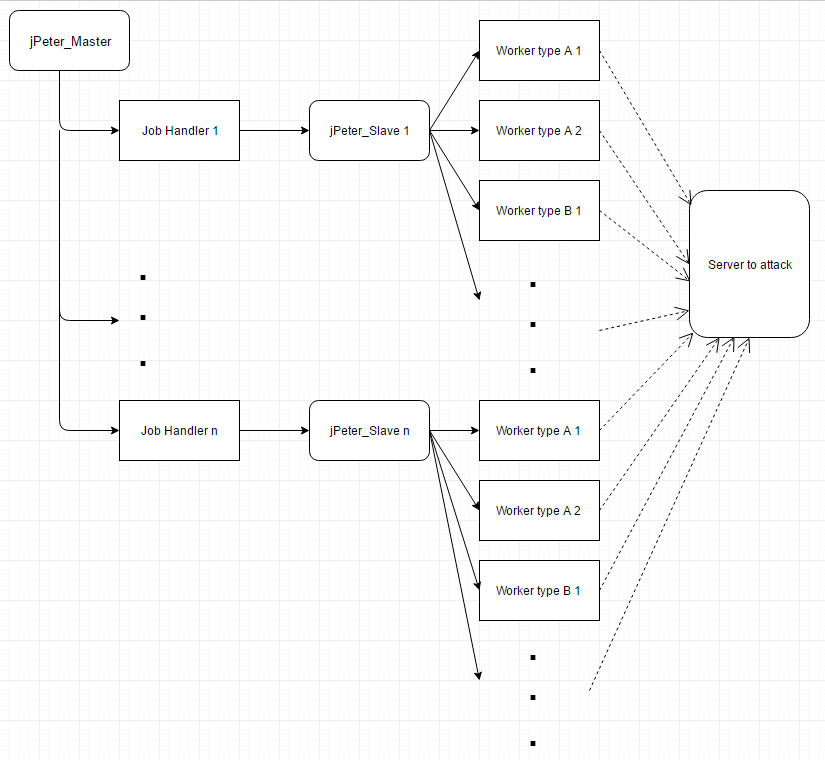 jPeter_Master
Job Handler 1
jPeter_Slave 1
Worker type A 1
Worker type A 2
Worker type B 1
Server to attack
Job Handler n
jPeter_Slave n
Worker type A 1
Worker type A 2
Worker type B 1